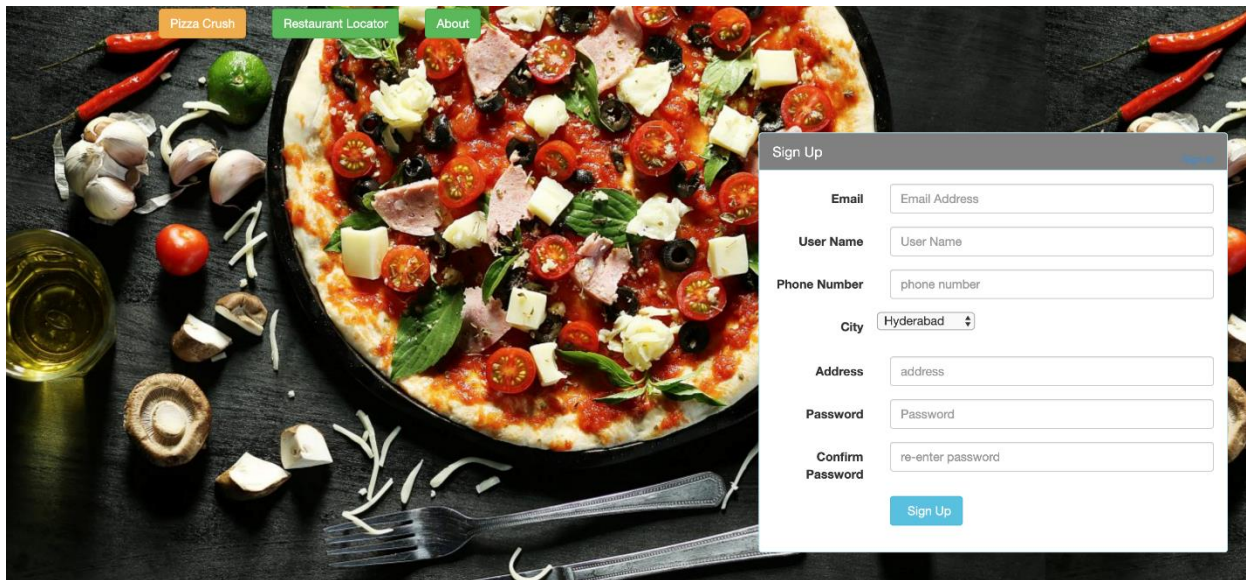 Pizza Crush Restaurant Locator About
Sign Up
Email Email Address
User Name User Name
Phone Number phone number
City Hyderabad
Address address
Password Password
Confirm Password re-enter password
Sign Up